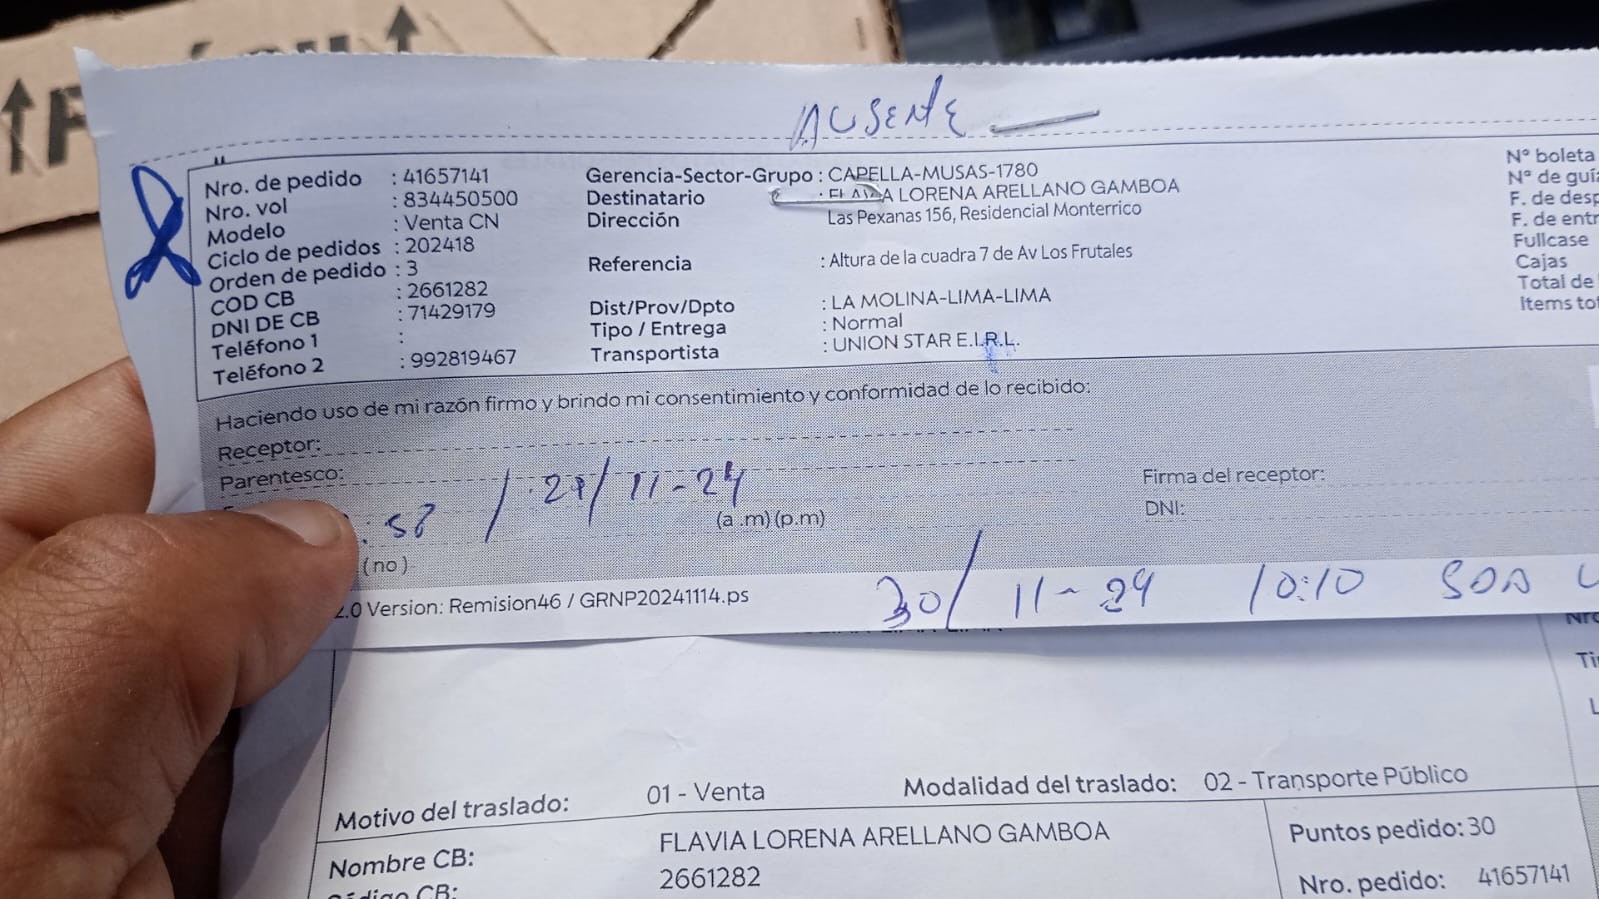 AUSENTE
Nro. de pedido : 41657141
Nro. vol : 834450500
Modelo : Venta CN
Ciclo de pedidos : 202418
Orden de pedido : 3
COD CB : 2661282
DNI DE CB : 71429179
Teléfono 1 :
Teléfono 2 : 992819467
Gerencia-Sector-Grupo : CAPELLA-MUSAS-1780
Destinatario : FLAVIA LORENA ARELLANO GAMBOA
Dirección Las Pexanas 156, Residencial Monterrico
Referencia : Altura de la cuadra 7 de Av Los Frutales
Dist/Prov/Dpto : LA MOLINA-LIMA-LIMA
Tipo / Entrega : Normal
Transportista : UNION STAR E.I.R.L.
N° boleta
N° de guí
F. de desp
F. de entr
Fullcase
Cajas
Total de
Items to
Haciendo uso de mi razón firmo y brindo mi consentimiento y conformidad de lo recibido:
Receptor:
Parentesco:
: 58 / / 11-24
(a .m) (p.m)
(no)
Firma del receptor:
DNI:
2.0 Version: Remision46 / GRNP20241114.ps
30/ 11-24 10:10
Motivo del traslado: 01 - Venta Modalidad del traslado: 02 - Transporte Público
Nombre CB: FLAVIA LORENA ARELLANO GAMBOA
Código CB: 2661282
Puntos pedido: 30
Nro. pedido: 41657141